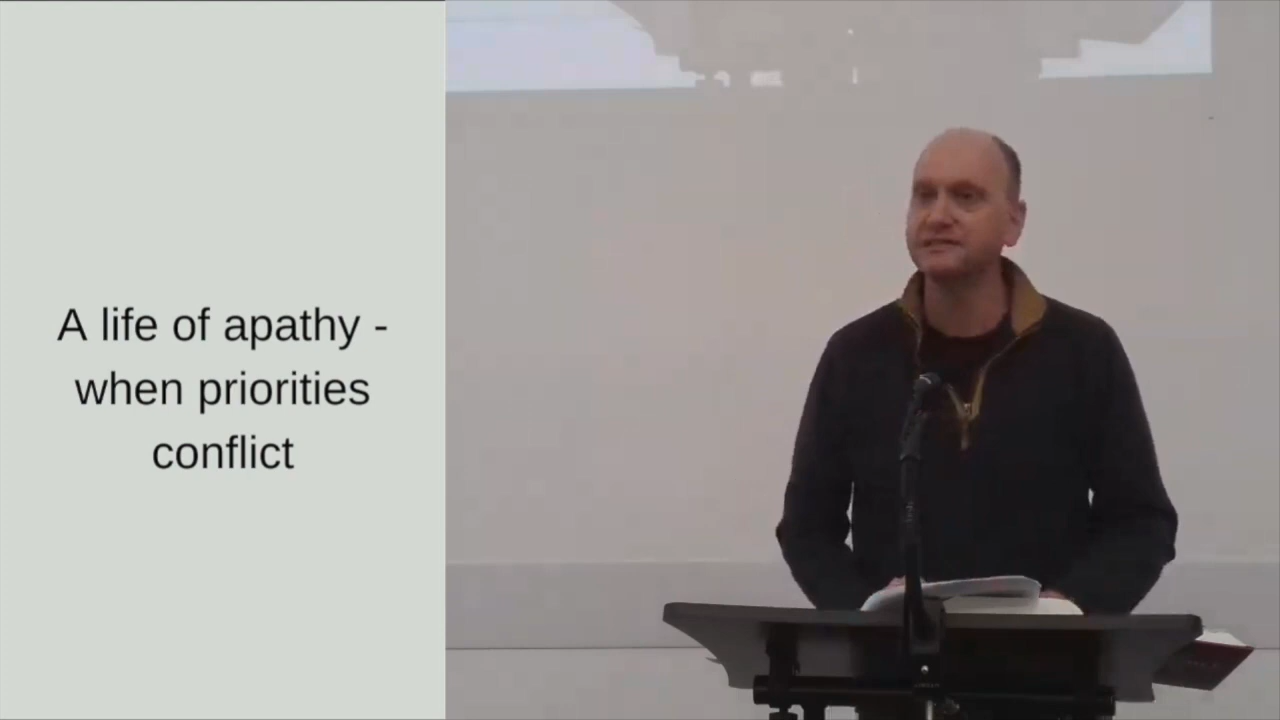 A life of apathy -
when priorities
conflict